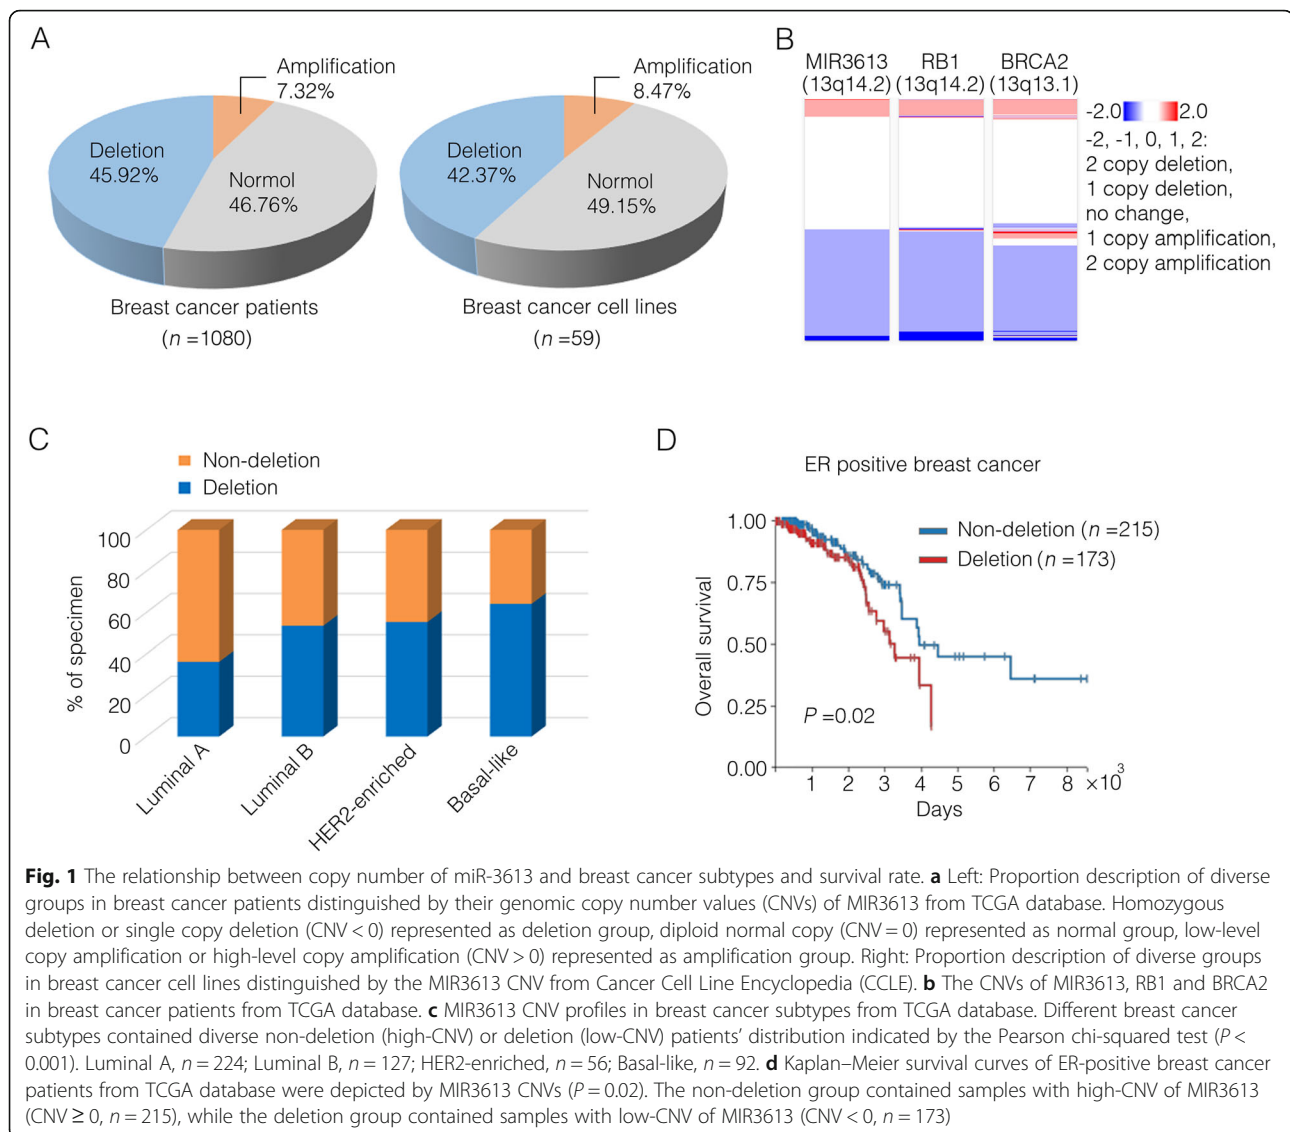 A
Amplification
7.32%
Deletion
45.92%
Normol
46.76%
Breast cancer patients
(n =1080)
Amplification
8.47%
Deletion
42.37%
Normol
49.15%
Breast cancer cell lines
(n =59)
B
MIR3613
(13q14.2)
RB1
(13q14.2)
BRCA2
(13q13.1)
-2.0 2.0
-2, -1, 0, 1, 2:
2 copy deletion,
1 copy deletion,
no change,
1 copy amplification,
2 copy amplification
C
Non-deletion
Deletion
% of specimen
100
80
60
40
20
0
Luminal A
Luminal B
HER2-enriched
Basal-like
D
ER positive breast cancer
Non-deletion (n =215)
Deletion (n =173)
Overall survival
1.00
0.75
0.50
0.25
0.00
P =0.02
1 2 3 4 5 6 7 8 ×10³
Days
Fig. 1 The relationship between copy number of miR-3613 and breast cancer subtypes and survival rate. a Left: Proportion description of diverse
groups in breast cancer patients distinguished by their genomic copy number values (CNVs) of MIR3613 from TCGA database. Homozygous
deletion or single copy deletion (CNV < 0) represented as deletion group, diploid normal copy (CNV = 0) represented as normal group, low-level
copy amplification or high-level copy amplification (CNV > 0) represented as amplification group. Right: Proportion description of diverse groups
in breast cancer cell lines distinguished by the MIR3613 CNV from Cancer Cell Line Encyclopedia (CCLE). b The CNVs of MIR3613, RB1 and BRCA2
in breast cancer patients from TCGA database. c MIR3613 CNV profiles in breast cancer subtypes from TCGA database. Different breast cancer
subtypes contained diverse non-deletion (high-CNV) or deletion (low-CNV) patients' distribution indicated by the Pearson chi-squared test (P <
0.001). Luminal A, n = 224; Luminal B, n = 127; HER2-enriched, n = 56; Basal-like, n = 92. d Kaplan–Meier survival curves of ER-positive breast cancer
patients from TCGA database were depicted by MIR3613 CNVs (P = 0.02). The non-deletion group contained samples with high-CNV of MIR3613
(CNV ≥ 0, n = 215), while the deletion group contained samples with low-CNV of MIR3613 (CNV < 0, n = 173)